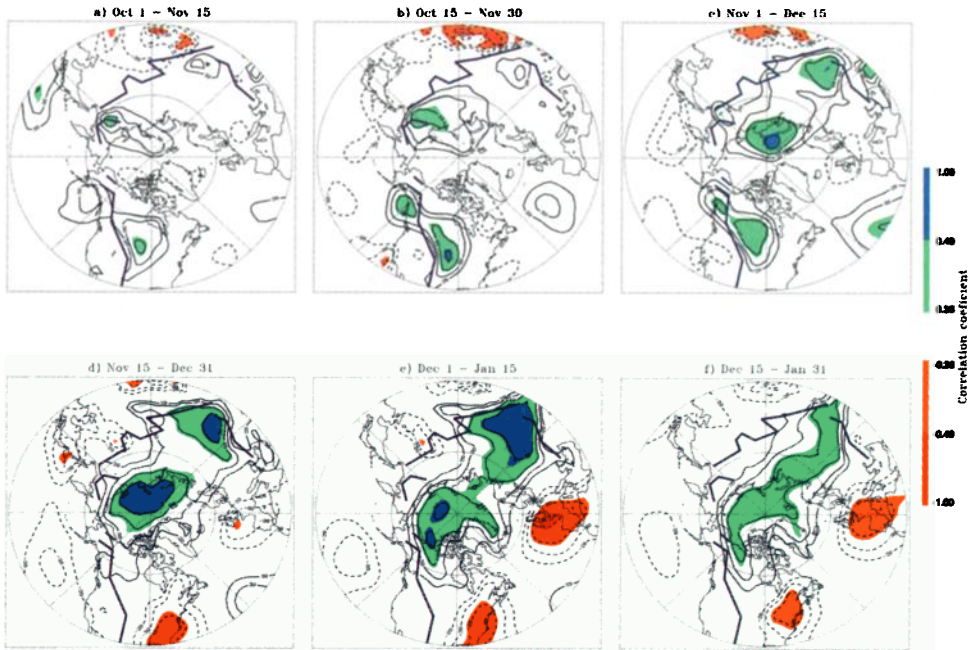 a) Oct 1 - Nov 15
b) Oct 15 - Nov 30
c) Nov 1 - Dec 15
d) Nov 15 - Dec 31
e) Dec 1 - Jan 15
f) Dec 15 - Jan 31
1.00
0.40
-0.40
-1.00
Correlation coeficient